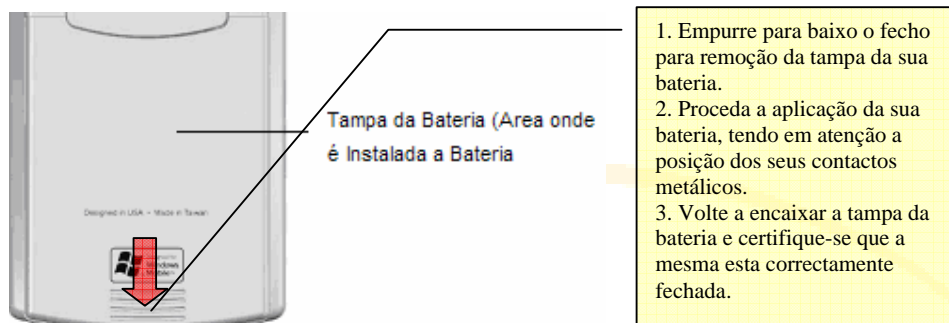 1. Empurre para baixo o fecho
para remoção da tampa da sua
bateria.
2. Proceda a aplicação da sua
bateria, tendo em atenção a
posição dos seus contactos
metálicos.
3. Volte a encaixar a tampa da
bateria e certifique-se que a
mesma esta correctamente
fechada.
Tampa da Bateria (Area onde
é Instalada a Bateria
Designed in USA - Made in Taiwan
Windows
Mobile